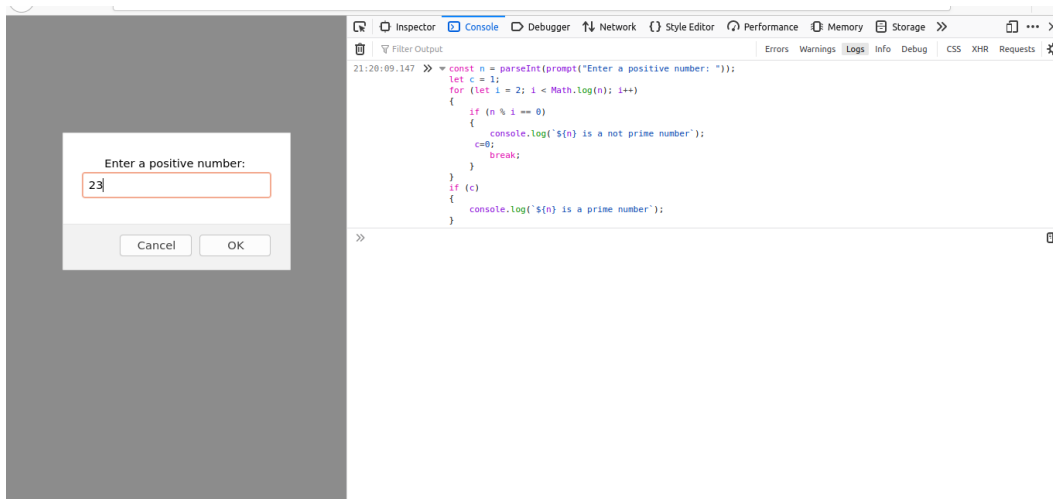 Inspector Console Debugger Network {} Style Editor Performance Memory Storage
Filter Output
Errors Warnings Logs Info Debug CSS XHR Requests
21:20:09.147 const n = parseInt(prompt("Enter a positive number: "));
let c = 1;
for (let i = 2; i < Math.log(n); i++)
{
if (n % i == 0)
{
console.log(`${n} is a not prime number`);
c=0;
break;
}
}
if (c)
{
console.log(`${n} is a prime number`);
}
Enter a positive number:
23
Cancel OK